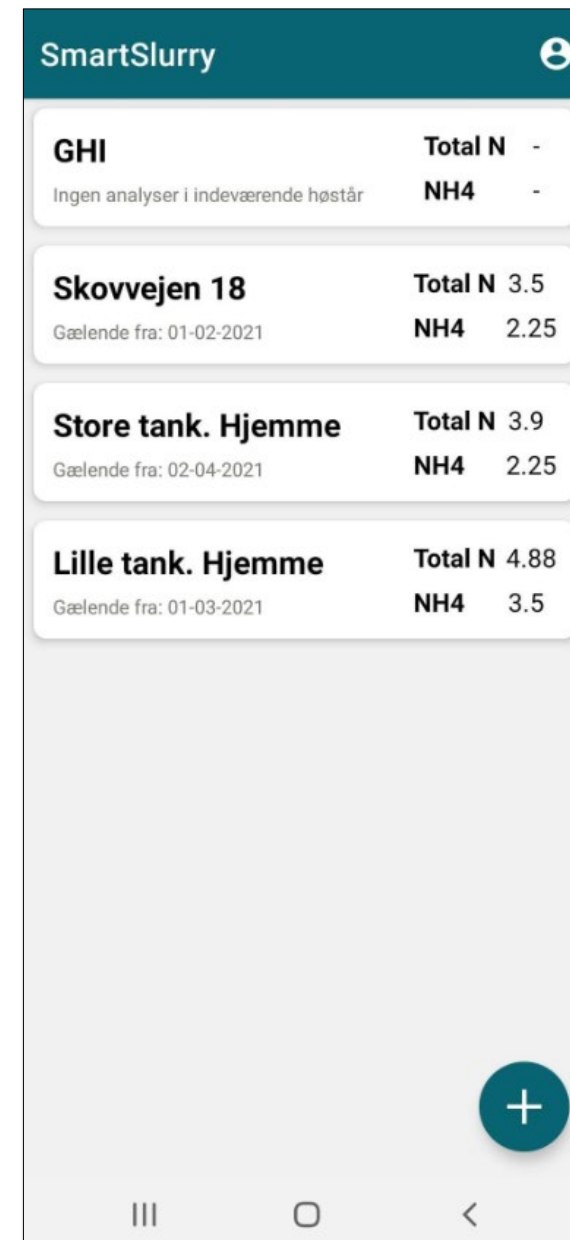 SmartSlurry
GHI
Total N -
Ingen analyser i indeværende høstår
NH4 -
Skovvejen 18
Total N 3.5
Gælende fra: 01-02-2021
NH4 2.25
Store tank. Hjemme
Total N 3.9
Gælende fra: 02-04-2021
NH4 2.25
Lille tank. Hjemme
Total N 4.88
Gælende fra: 01-03-2021
NH4 3.5